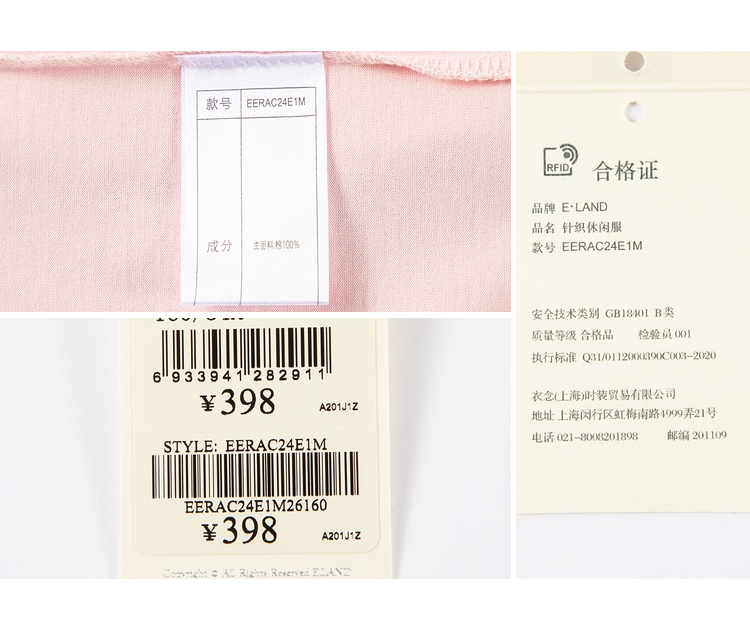 款号 EERAC24E1M
成分 主面料:棉100%
6 933941 282911
¥398
A201J1Z
STYLE: EERAC24E1M
EERAC24E1M26160
¥398
A201J1Z
Copyright © All Rights Reserved E.LAND
RFID
合格证
品牌 E·LAND
品名 针织休闲服
款号 EERAC24E1M
安全技术类别 GB18401 B类
质量等级 合格品 检验员 001
执行标准 Q31/0112000390C003-2020
衣念(上海)时装贸易有限公司
地址 上海闵行区虹梅南路4999弄21号
电话 021-8008201898 邮编 201109